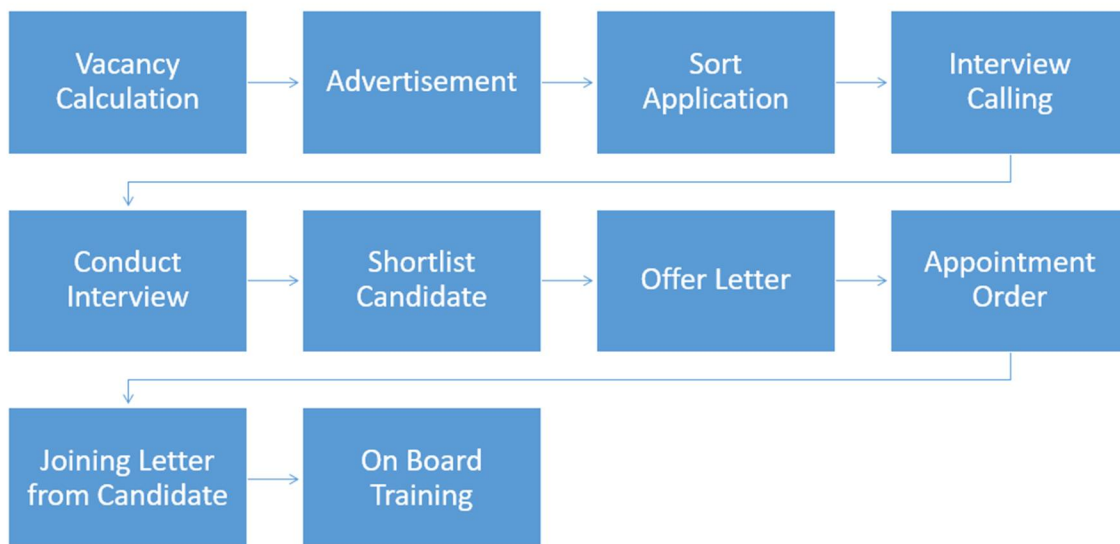 Vacancy
Calculation
Advertisement
Sort
Application
Interview
Calling
Conduct
Interview
Shortlist
Candidate
Offer Letter
Appointment
Order
Joining Letter
from Candidate
On Board
Training